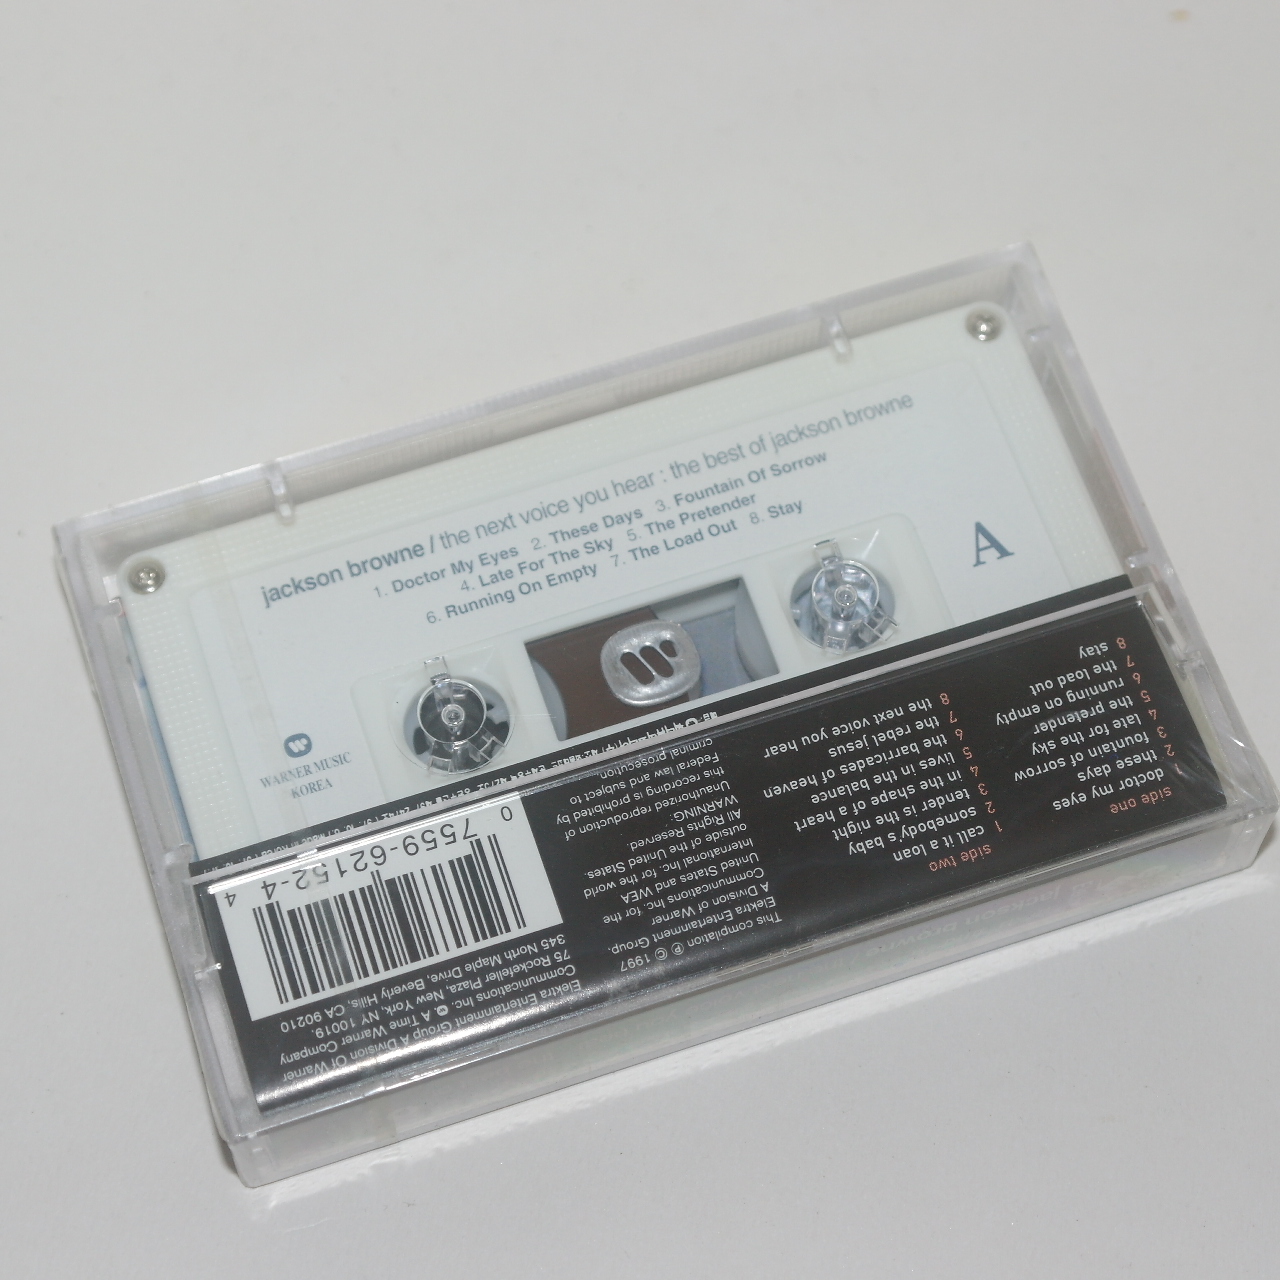 jackson browne / the next voice you hear : the best of jackson browne
1. Doctor My Eyes 2. These Days 3. Fountain Of Sorrow
4. Late For The Sky 5. The Pretender
6. Running On Empty 7. The Load Out 8. Stay
A
WARNER MUSIC
KOREA
side one
1 doctor my eyes
2 these days
3 fountain of sorrow
4 late for the sky
5 the pretender
6 running on empty
7 the load out
8 stay
side two
1 call it a loan
2 somebody's baby
3 tender is the night
4 in the shape of a heart
5 lives in the balance
6 the barricades of heaven
7 the rebel jesus
8 the next voice you hear
This compilation ℗ © 1997
Elektra Entertainment Group.
A Division of Warner
Communications Inc. for the
United States and WEA
International Inc. for the world
outside of the United States.
All Rights Reserved.
WARNING:
Unauthorized reproduction of
this recording is prohibited by
Federal law and subject to
criminal prosecution.
0 7559-62152-4 4
Elektra Entertainment Group A Division Of Warner
Communications Inc. A Time Warner Company
75 Rockefeller Plaza, New York, NY 10019.
345 North Maple Drive, Beverly Hills, CA 90210